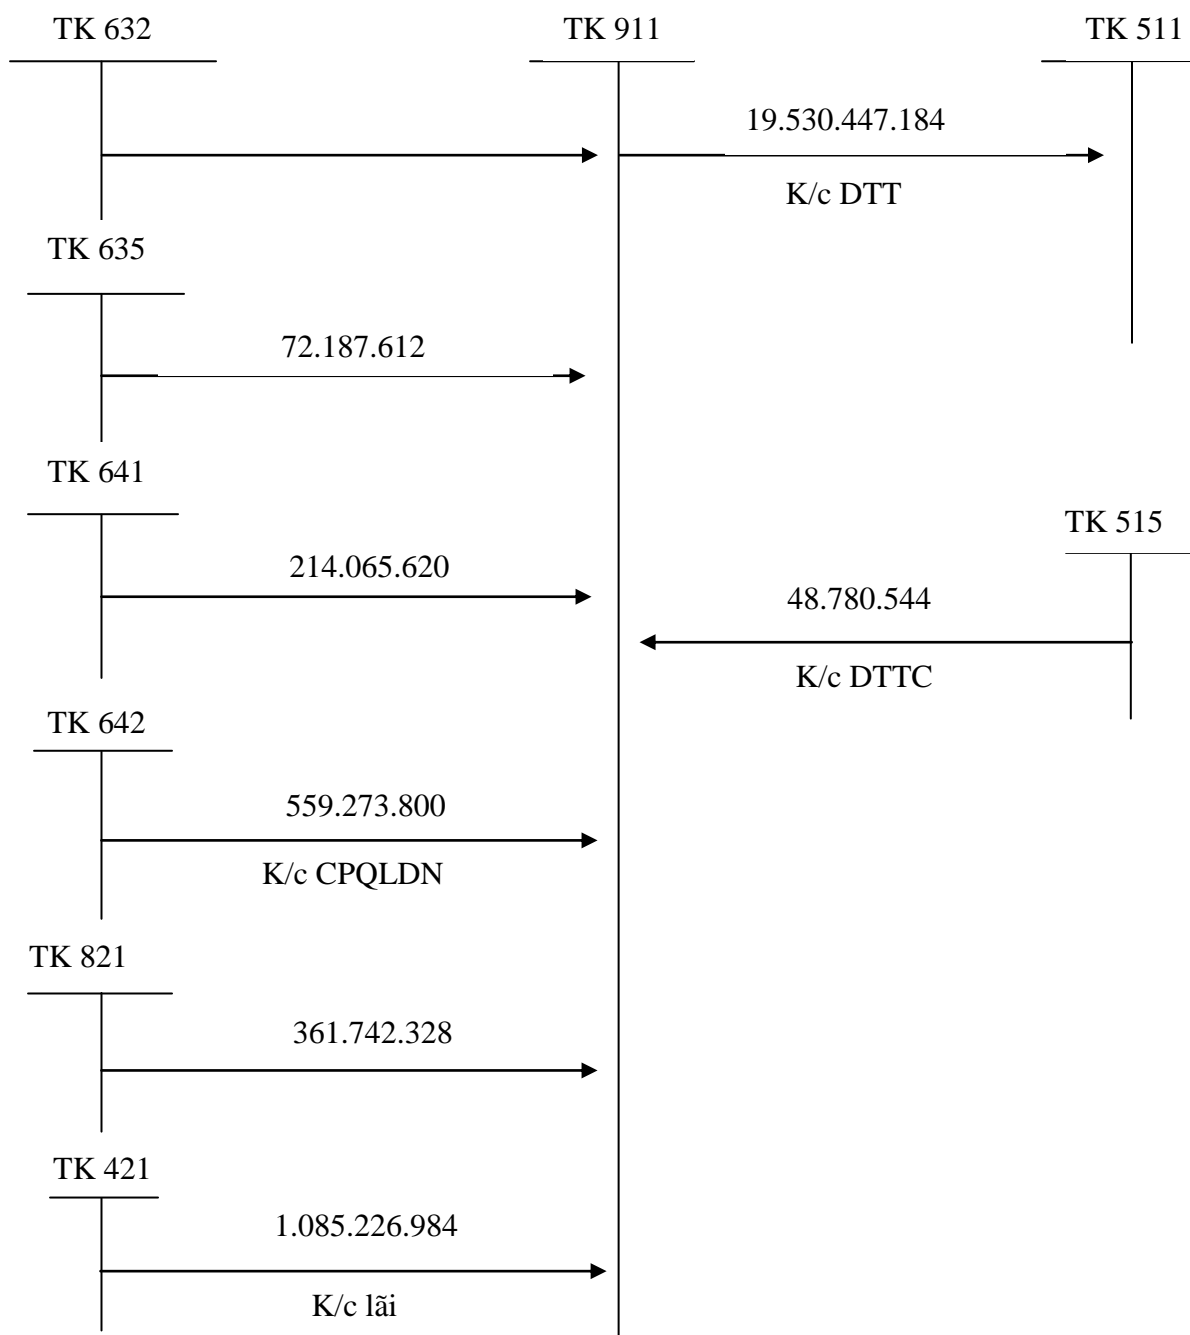 TK 632
TK 911
TK 511
19.530.447.184
K/c DTT
TK 635
72.187.612
TK 641
TK 515
214.065.620
48.780.544
K/c DTTC
TK 642
559.273.800
K/c CPQLDN
TK 821
361.742.328
TK 421
1.085.226.984
K/c lãi